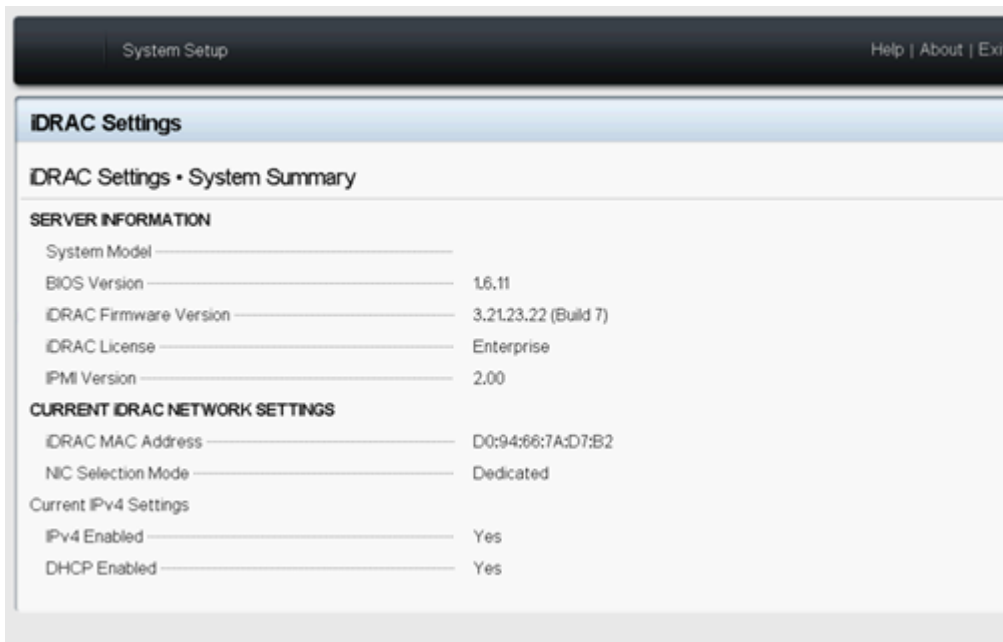 System Setup
Help | About | Exi
iDRAC Settings
iDRAC Settings • System Summary
SERVER INFORMATION
System Model
BIOS Version 1.6.11
iDRAC Firmware Version 3.21.23.22 (Build 7)
iDRAC License Enterprise
IPMI Version 2.00
CURRENT iDRAC NETWORK SETTINGS
iDRAC MAC Address D0:94:66:7A:D7:B2
NIC Selection Mode Dedicated
Current IPv4 Settings
IPv4 Enabled Yes
DHCP Enabled Yes